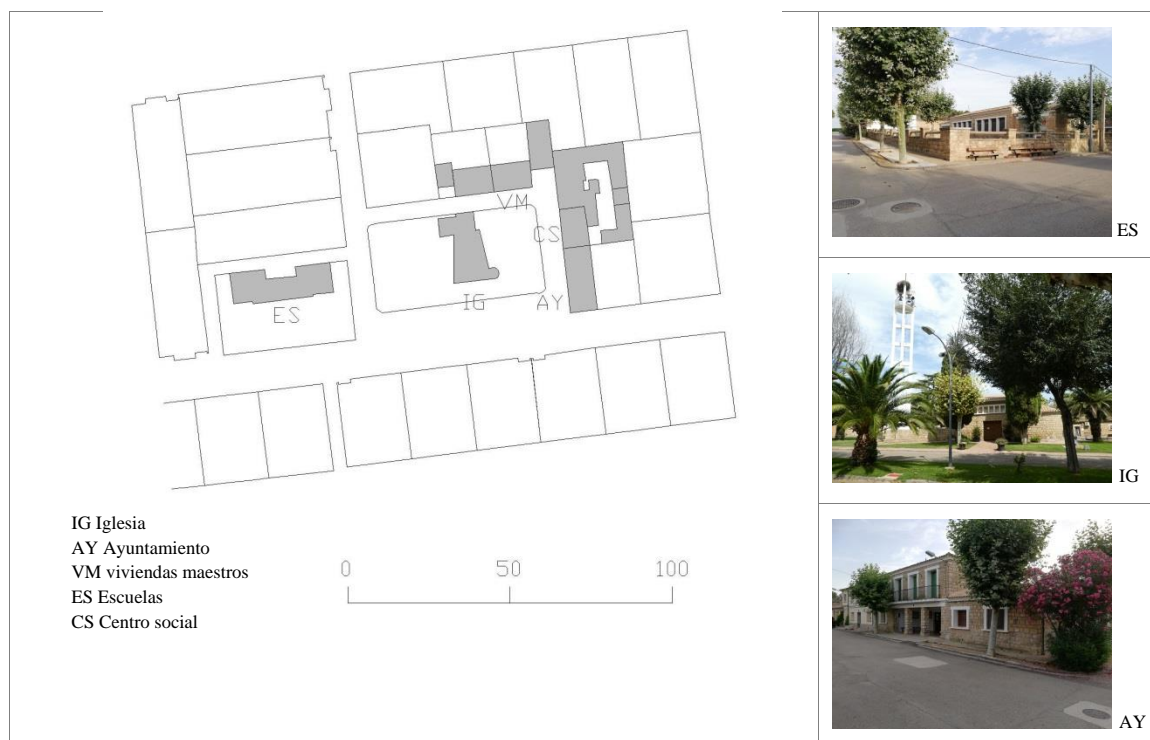 VM
CS
IG
AY
ES
IG Iglesia
AY Ayuntamiento
VM viviendas maestros
ES Escuelas
CS Centro social
0 50 100
ES
IG
AY